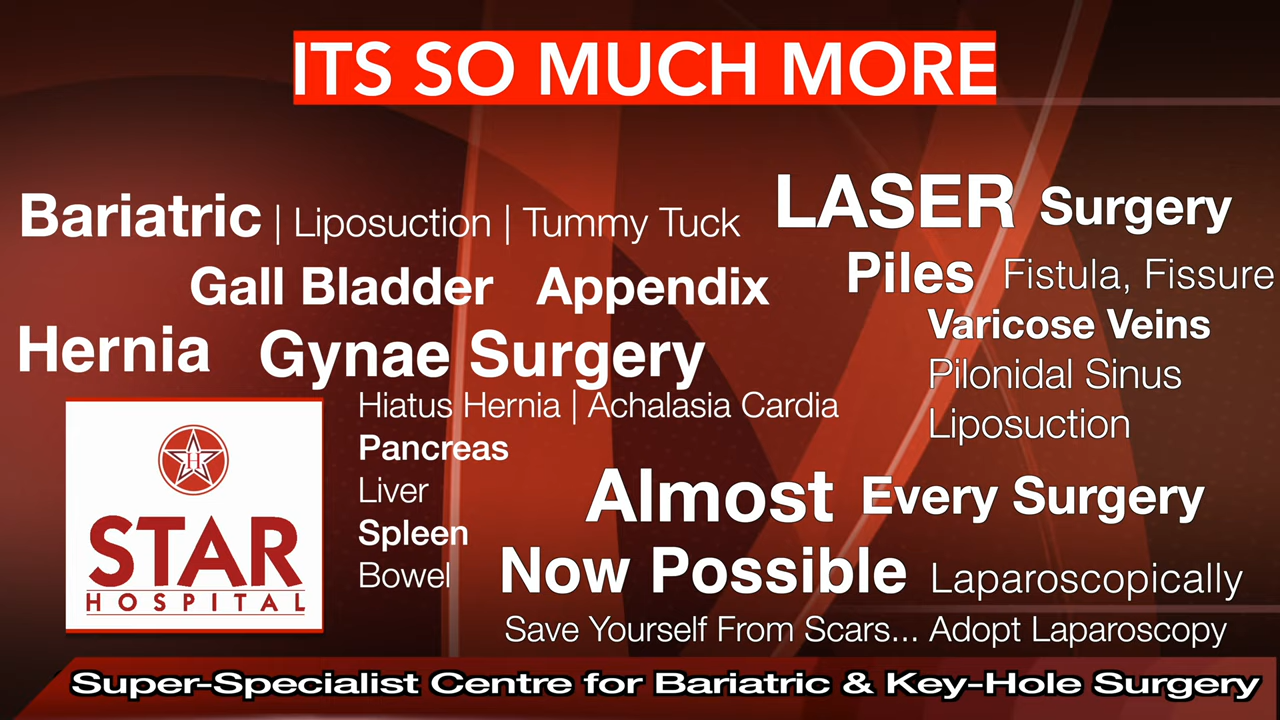 ITS SO MUCH MORE
Bariatric | Liposuction | Tummy Tuck
Gall Bladder Appendix
Hernia Gynae Surgery
Hiatus Hernia | Achalasia Cardia
Pancreas
Liver
Spleen
Bowel
LASER Surgery
Piles Fistula, Fissure
Varicose Veins
Pilonidal Sinus
Liposuction
Almost Every Surgery
Now Possible Laparoscopically
Save Yourself From Scars... Adopt Laparoscopy
H
STAR
HOSPITAL
Super-Specialist Centre for Bariatric & Key-Hole Surgery